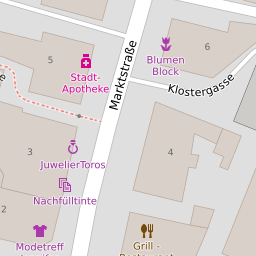 6
5
Blumen
Block
Stadt-
Apotheke
Marktstraße
Klostergasse
JuwelierToros
4
3
Nachfülltinte
2
Modetreff
Grill -